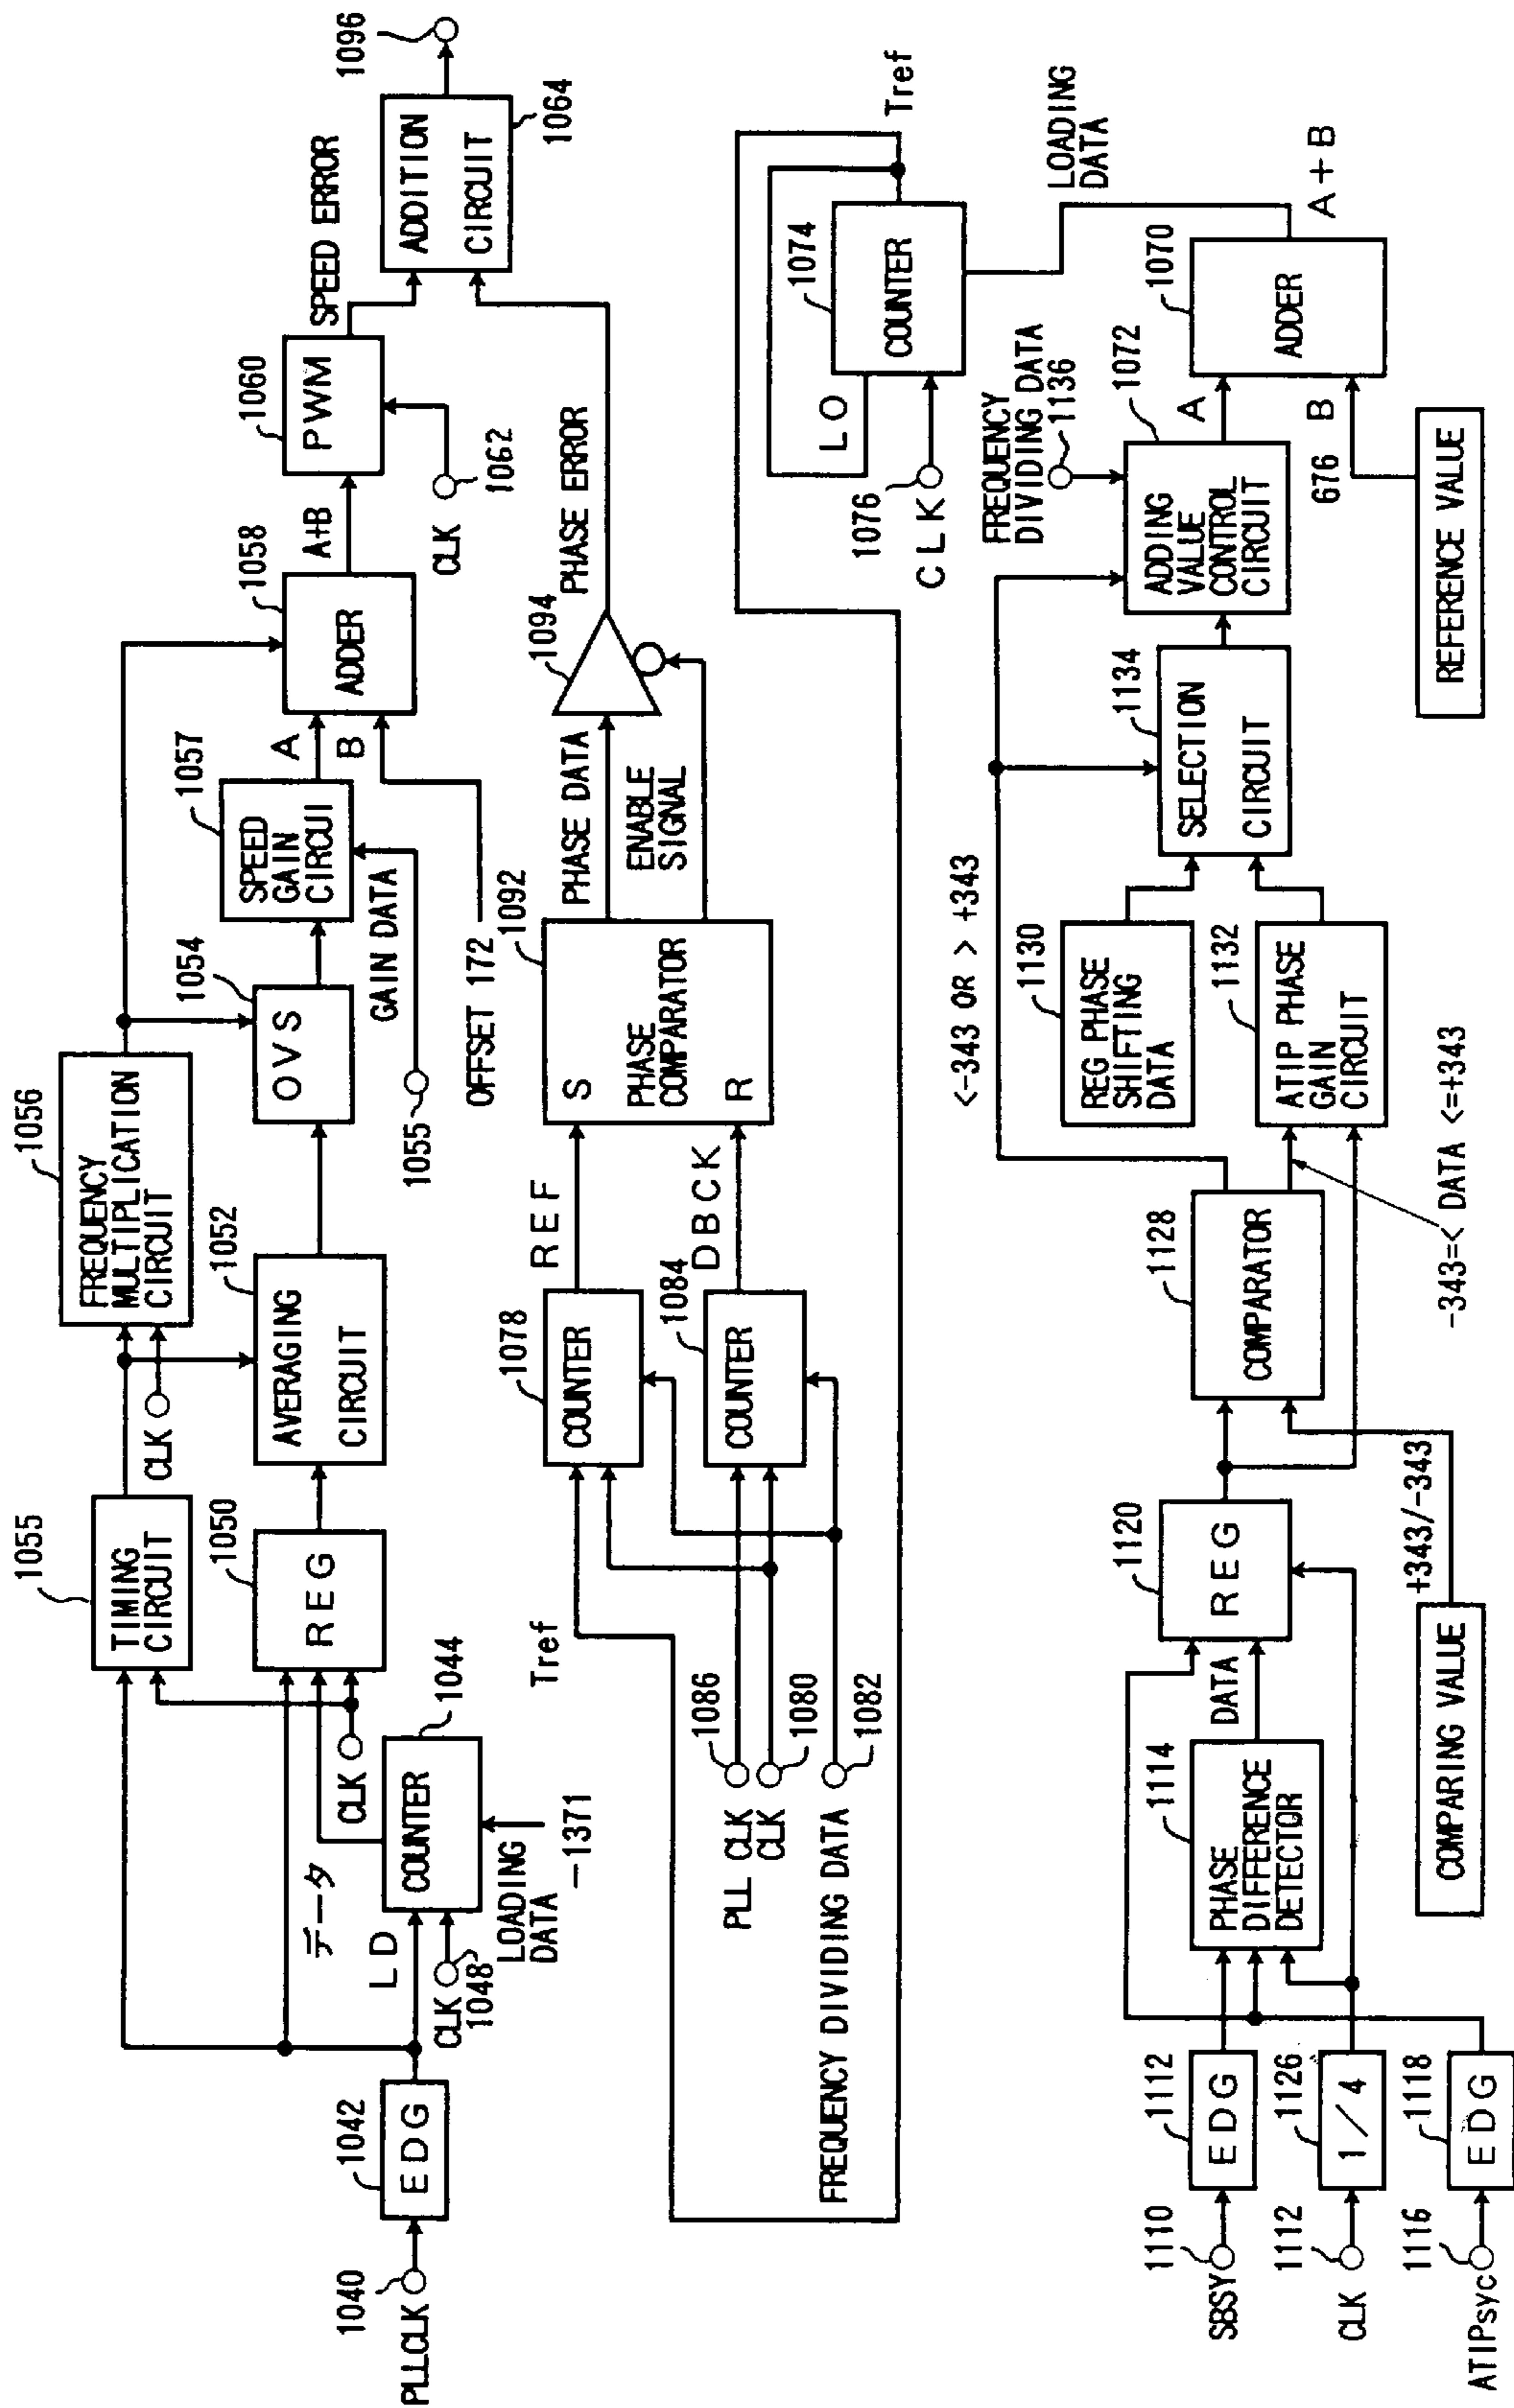 PLLCLK
1040
EDG
1042
TIMING
CIRCUIT
1055
REG
1050
CLK
データ
LD
COUNTER
1044
CLK
1048
LOADING
DATA
-1371
CLK
FREQUENCY
MULTIPLICATION
CIRCUIT
1056
AVERAGING
CIRCUIT
1052
OVS
1054
SPEED
GAIN
CIRCUI
1057
GAIN DATA
1055
OFFSET 172
A
B
ADDER
1058
A+B
PWM
1060
CLK
1062
SPEED ERROR
ADDITION
CIRCUIT
1064
1096
Tref
PLL CLK
1086
CLK
1080
FREQUENCY DIVIDING DATA
1082
COUNTER
1078
COUNTER
1084
REF
DBCK
S
PHASE
COMPARATOR
R
1092
PHASE DATA
ENABLE
SIGNAL
1094
PHASE ERROR
COUNTER
1074
LO
CLK
1076
Tref
LOADING
DATA
SBSY
1110
EDG
1112
CLK
1112
1/4
1126
ATIPsyc
1116
EDG
1118
PHASE
DIFFERENCE
DETECTOR
1114
DATA
REG
1120
COMPARING VALUE
+343/-343
COMPARATOR
1128
<-343 OR > +343
-343=< DATA <=+343
REG PHASE
SHIFTING
DATA
1130
ATIP PHASE
GAIN
CIRCUIT
1132
SELECTION
CIRCUIT
1134
FREQUENCY
DIVIDING DATA
1136
ADDING
VALUE
CONTROL
CIRCUIT
1072
A
B
676
REFERENCE VALUE
ADDER
1070
A+B